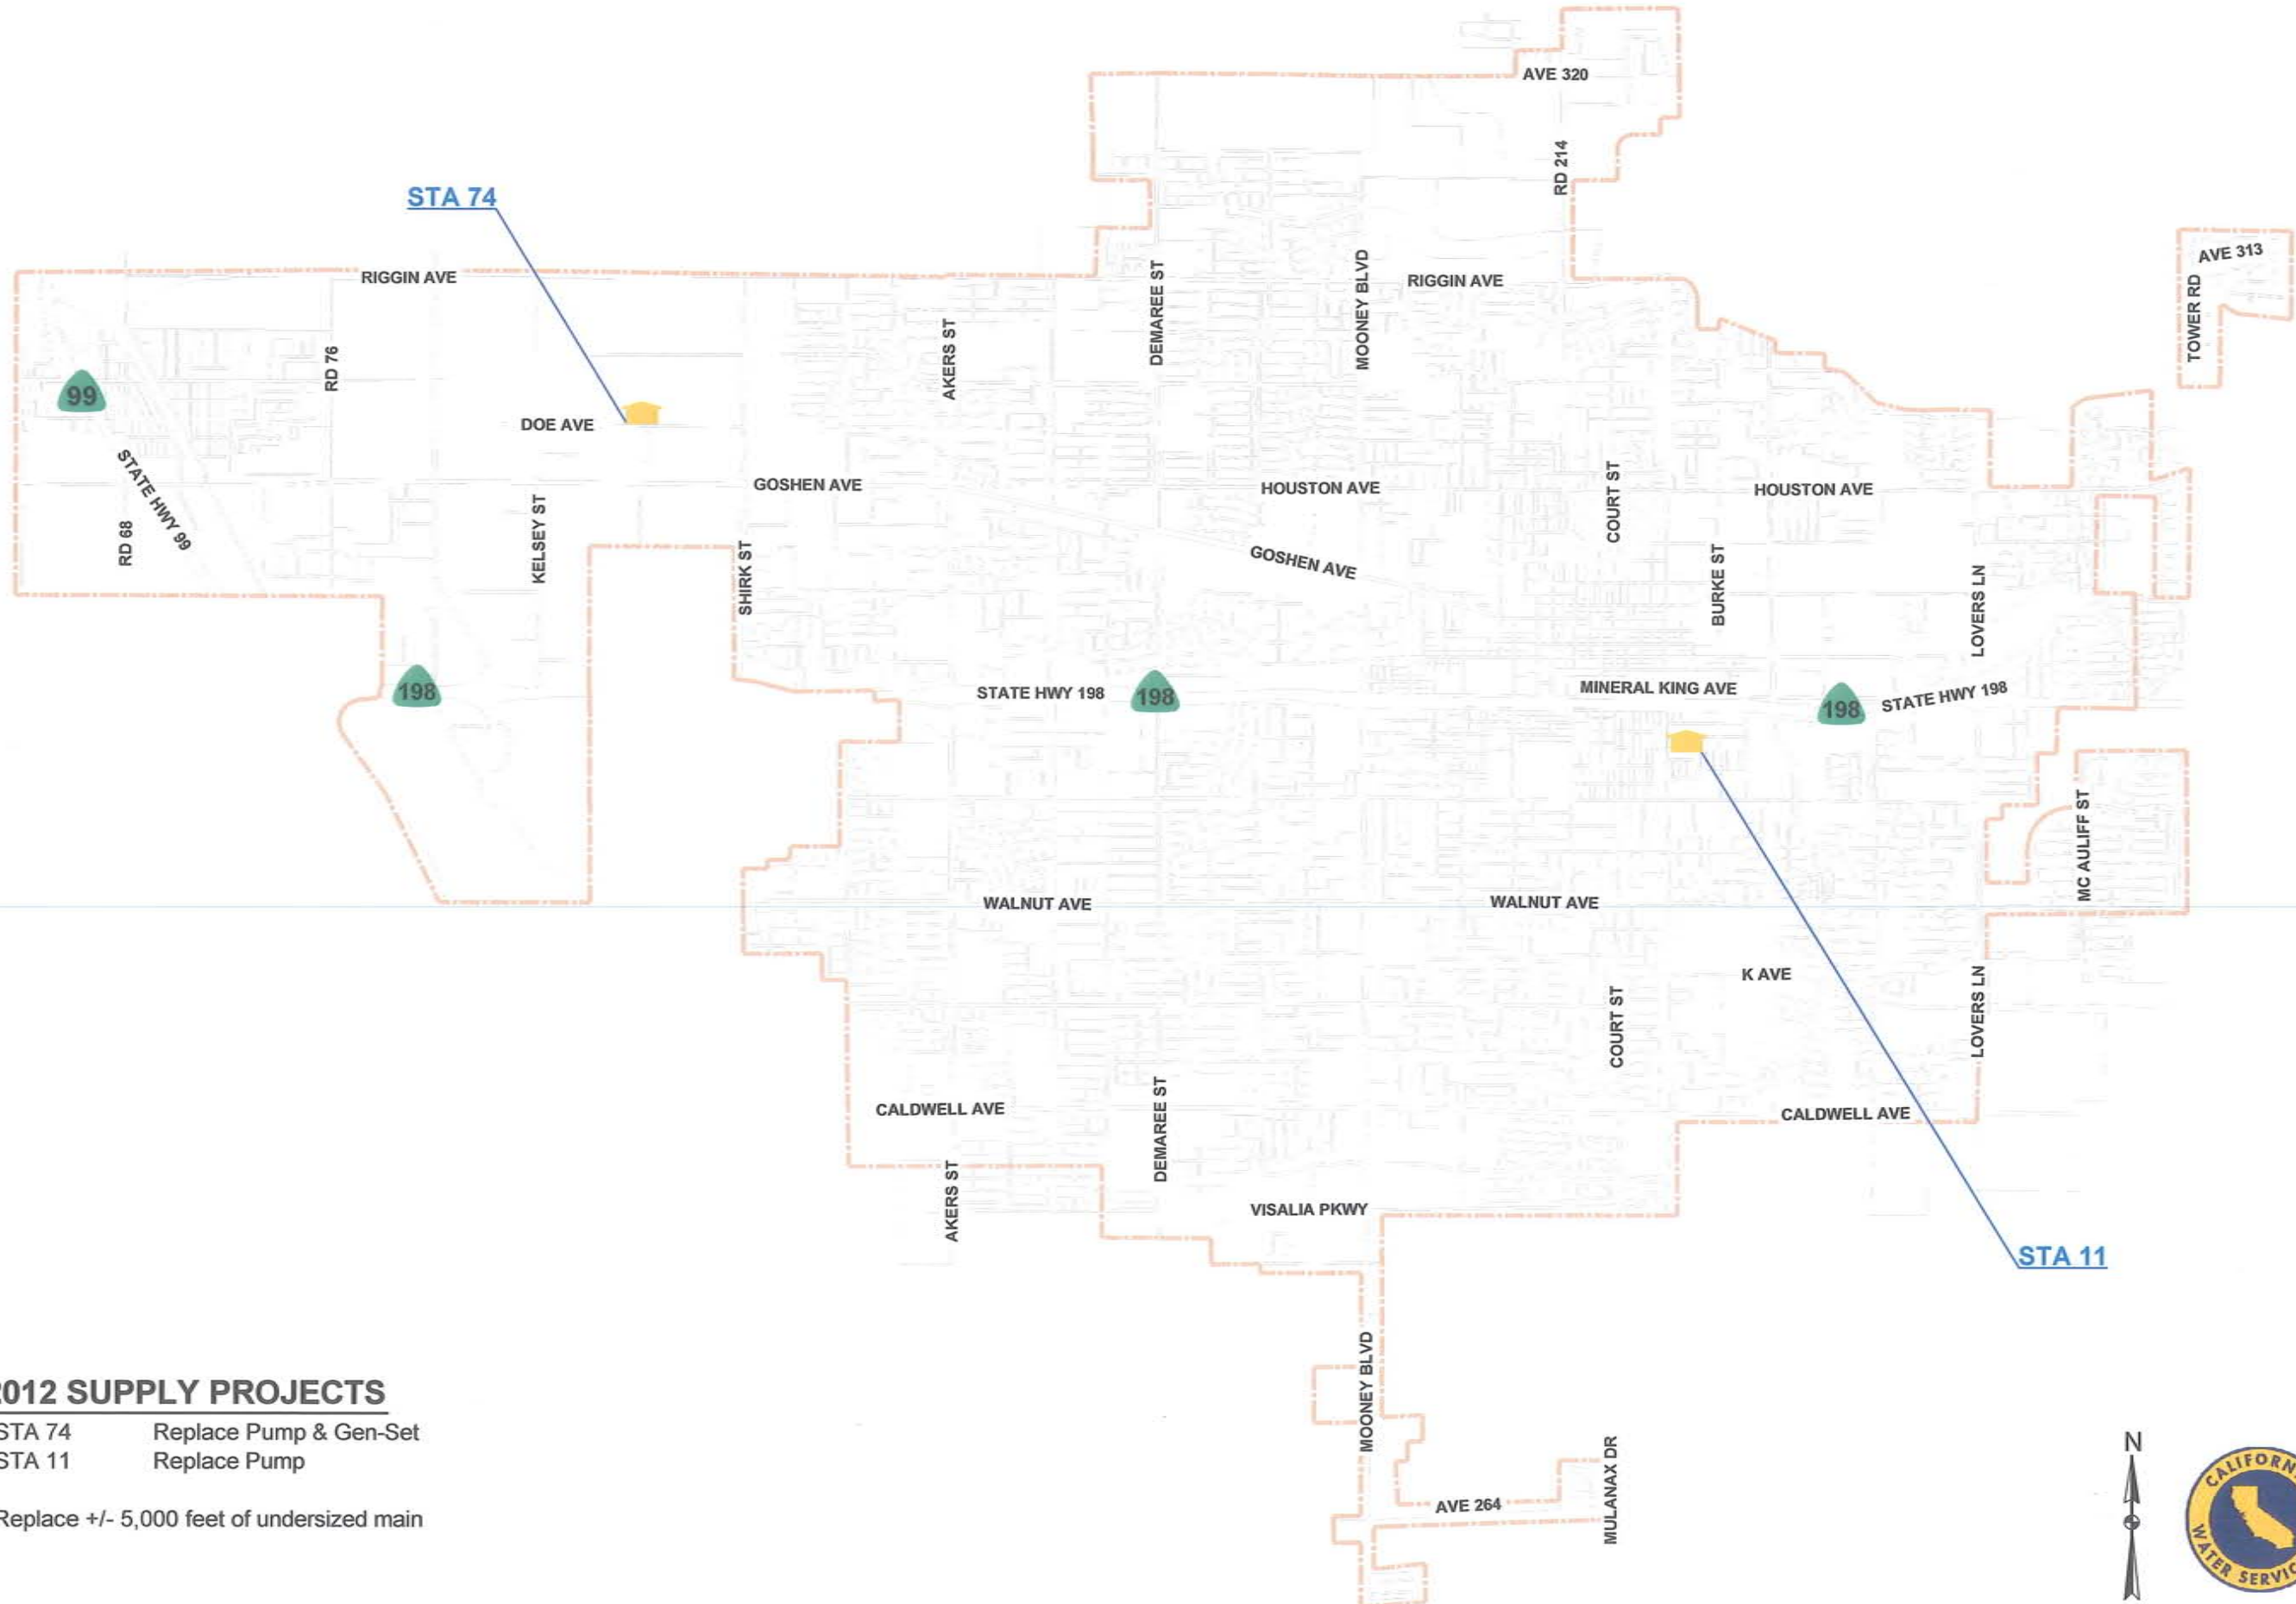 AVE 320
RD 214
STA 74
AVE 313
TOWER RD
RIGGIN AVE
DEMAREE ST
MOONEY BLVD
RIGGIN AVE
AKERS ST
RD 76
99
DOE AVE
STATE HWY 99
GOSHEN AVE
HOUSTON AVE
COURT ST
HOUSTON AVE
RD 68
KELSEY ST
SHIRK ST
GOSHEN AVE
BURKE ST
LOVERS LN
198
STATE HWY 198
198
MINERAL KING AVE
198
STATE HWY 198
MC AULIFF ST
WALNUT AVE
WALNUT AVE
K AVE
COURT ST
LOVERS LN
CALDWELL AVE
DEMAREE ST
CALDWELL AVE
AKERS ST
VISALIA PKWY
STA 11
MOONEY BLVD
2012 SUPPLY PROJECTS
STA 74 Replace Pump & Gen-Set
STA 11 Replace Pump
Replace +/- 5,000 feet of undersized main
AVE 264
MULANAX DR
N
CALIFORN
WATER SERVIC